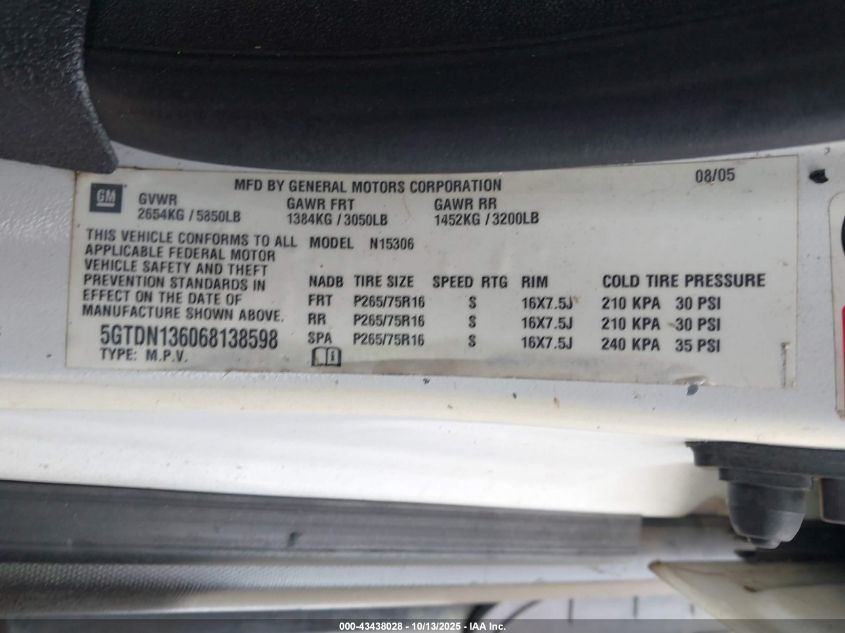 MFD BY GENERAL MOTORS CORPORATION 08/05
GM
GVWR GAWR FRT GAWR RR
2654KG / 5850LB 1384KG / 3050LB 1452KG / 3200LB
THIS VEHICLE CONFORMS TO ALL
APPLICABLE FEDERAL MOTOR
VEHICLE SAFETY AND THEFT
PREVENTION STANDARDS IN
EFFECT ON THE DATE OF
MANUFACTURE SHOWN ABOVE.
5GTDN136068138598
TYPE: M.P.V.
MODEL N15306
NADB TIRE SIZE SPEED RTG RIM COLD TIRE PRESSURE
FRT P265/75R16 S 16X7.5J 210 KPA 30 PSI
RR P265/75R16 S 16X7.5J 210 KPA 30 PSI
SPA P265/75R16 S 16X7.5J 240 KPA 35 PSI
000-43438028 - 10/13/2025 - IAA Inc.